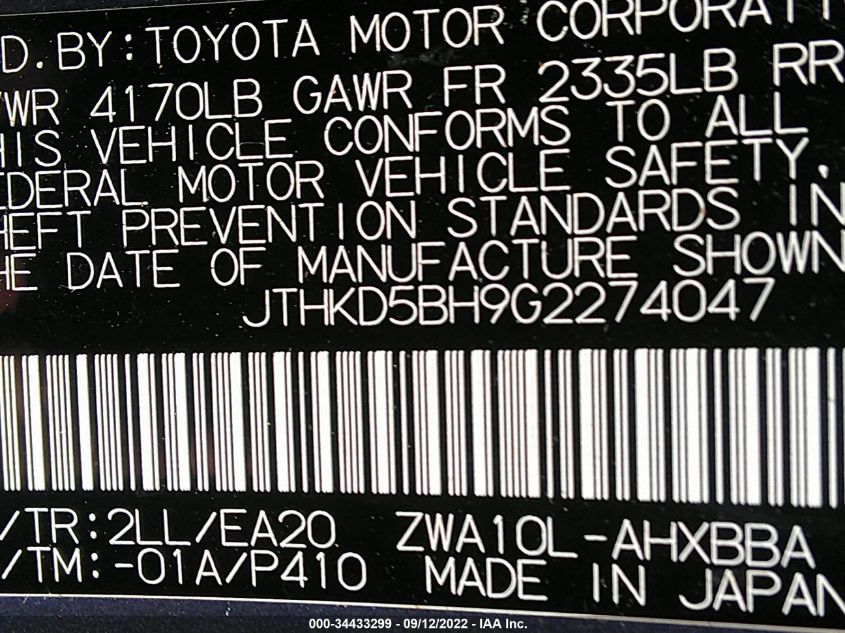 D. BY: TOYOTA MOTOR CORPORATI
VWR 4170LB GAWR FR 2335LB RR
HIS VEHICLE CONFORMS TO ALL
EDERAL MOTOR VEHICLE SAFETY,
HEFT PREVENTION STANDARDS IN
HE DATE OF MANUFACTURE SHOWN
JTHKD5BH9G2274047
/TR:2LL/EA20 ZWA10L-AHXBBA
/TM:-01A/P410 MADE IN JAPAN
000-34433299 - 09/12/2022 - IAA Inc.